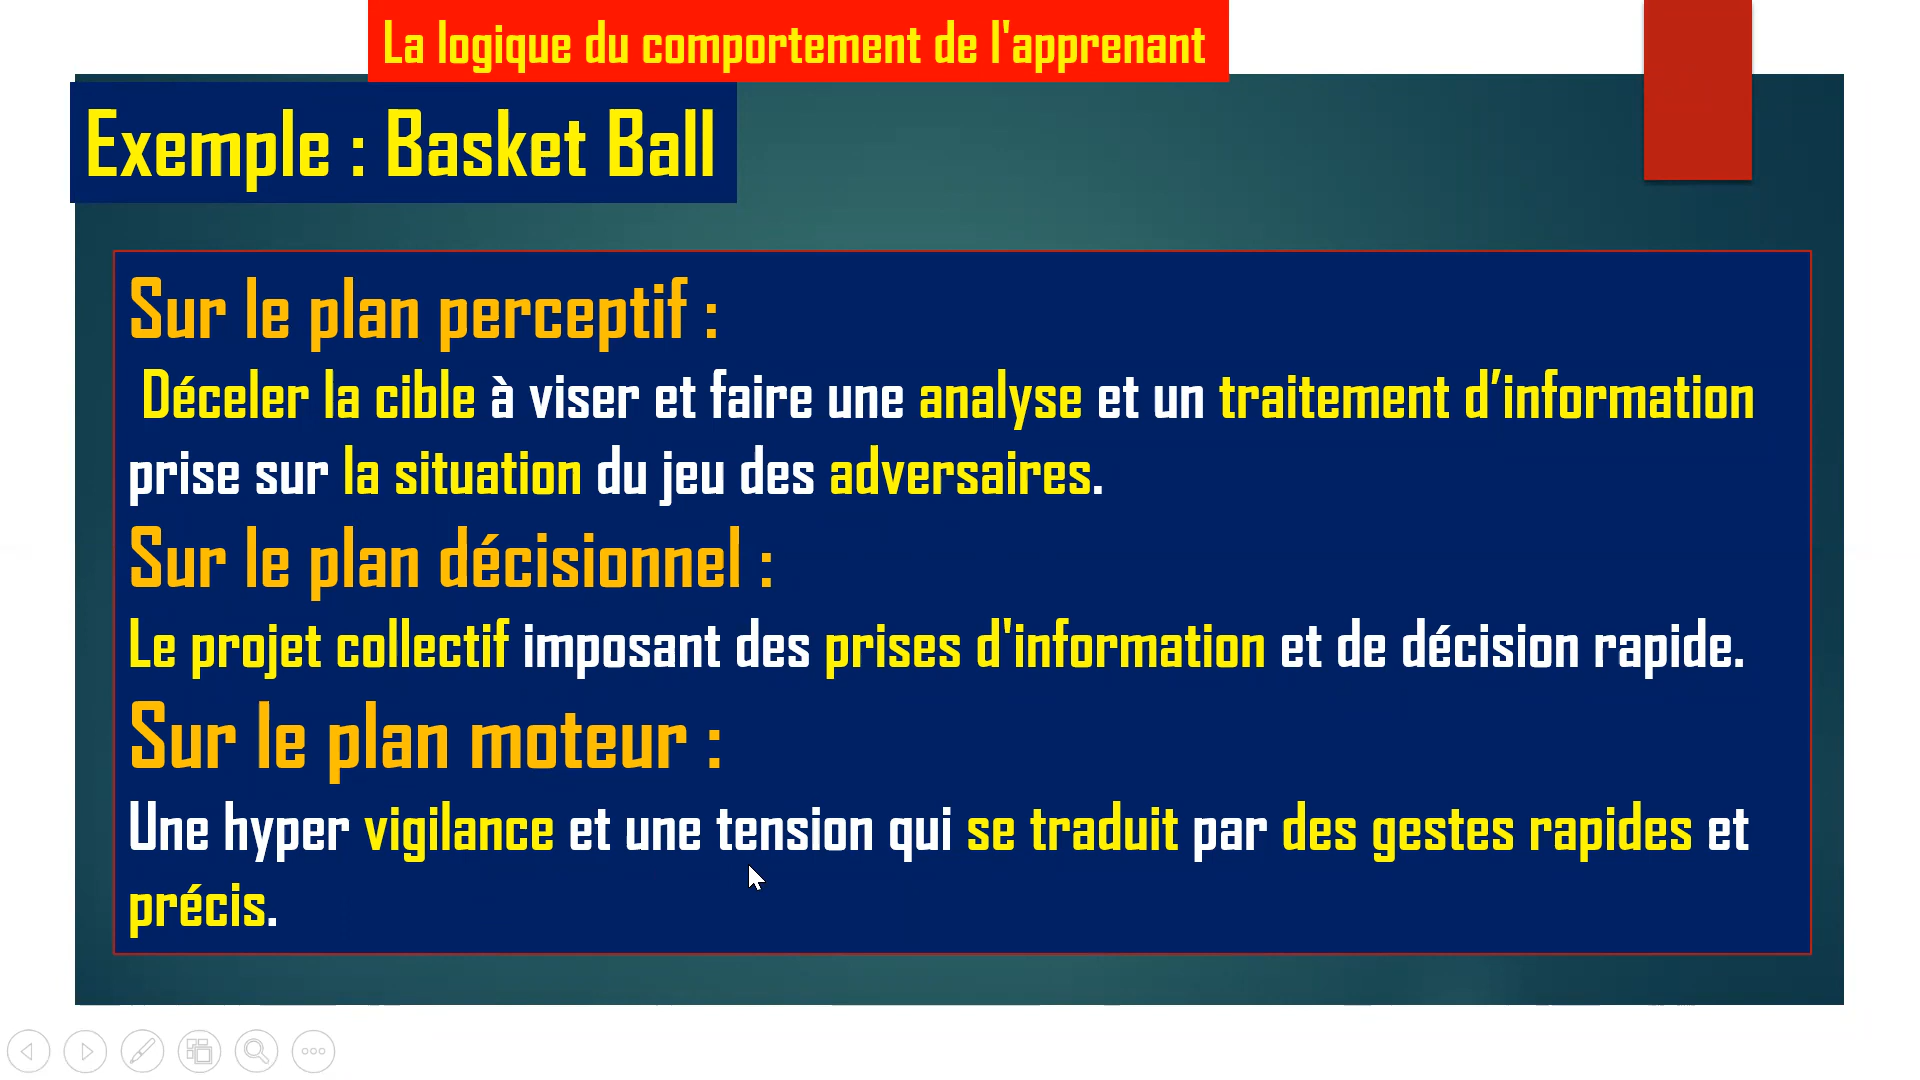 La logique du comportement de l'apprenant
Exemple : Basket Ball
Sur le plan perceptif :
Déceler la cible à viser et faire une analyse et un traitement d’information
prise sur la situation du jeu des adversaires.
Sur le plan décisionnel :
Le projet collectif imposant des prises d'information et de décision rapide.
Sur le plan moteur :
Une hyper vigilance et une tension qui se traduit par des gestes rapides et
précis.